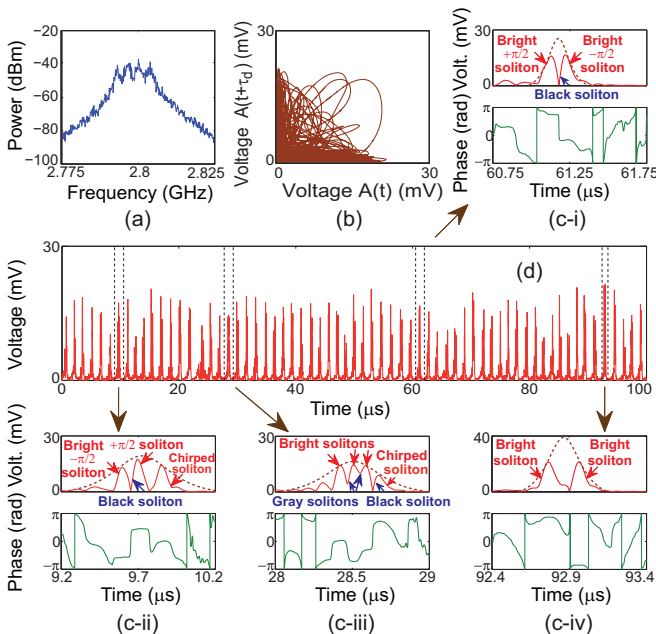 −20
−40
−60
−80
−100
Power (dBm)
2.775
2.8
2.825
Frequency (GHz)
(a)
30
0
Voltage A(t+τd) (mV)
0
30
Voltage A(t) (mV)
(b)
30
0
Volt. (mV)
Bright
+π/2
soliton
Bright
−π/2
soliton
Black soliton
π
−π
Phase (rad)
60.75
61.25
61.75
Time (μs)
(c-i)
30
0
Voltage (mV)
(d)
0
20
40
60
80
100
Time (μs)
30
0
Volt. (mV)
Bright
−π/2
soliton
+π/2 soliton
Chirped
soliton
Black soliton
π
−π
Phase (rad)
9.2
9.7
10.2
Time (μs)
(c-ii)
30
0
Bright solitons
Chirped
soliton
Gray solitons
Black soliton
π
−π
28
28.5
29
Time (μs)
(c-iii)
40
0
Bright
soliton
Bright
soliton
π
−π
92.4
92.9
93.4
Time (μs)
(c-iv)